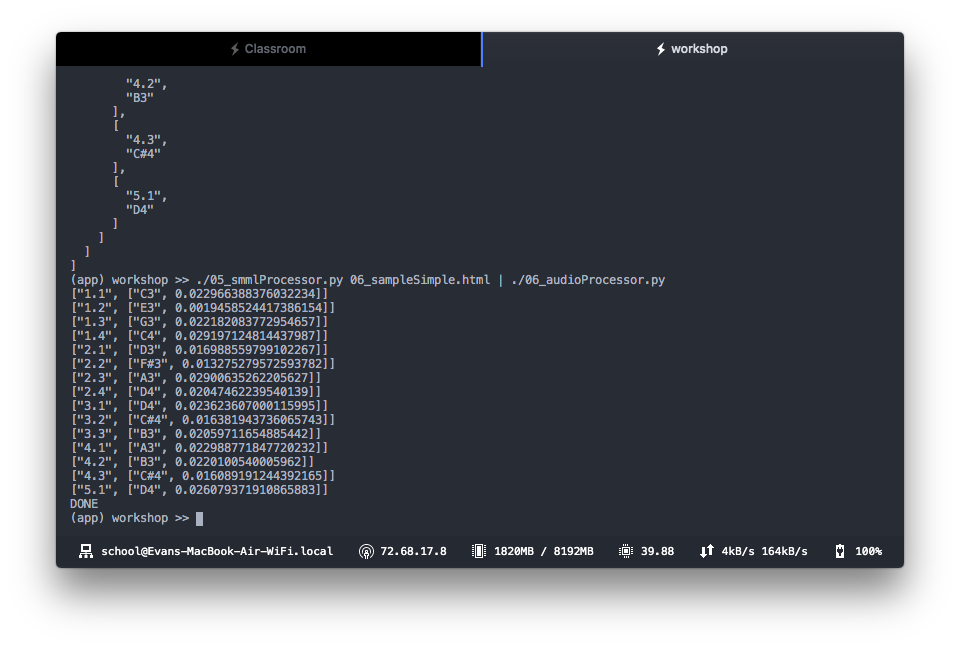 Classroom
workshop
"4.2",
"B3"
],
[
"4.3",
"C#4"
],
[
"5.1",
"D4"
]
]
]
]
(app) workshop >> ./05_smmlProcessor.py 06_sampleSimple.html | ./06_audioProcessor.py
["1.1", ["C3", 0.022966388376032234]]
["1.2", ["E3", 0.0019458524417386154]]
["1.3", ["G3", 0.022182083772954657]]
["1.4", ["C4", 0.029197124814437987]]
["2.1", ["D3", 0.016988559799102267]]
["2.2", ["F#3", 0.013275279572593782]]
["2.3", ["A3", 0.02900635262205627]]
["2.4", ["D4", 0.02047462239540139]]
["3.1", ["D4", 0.023623607000115995]]
["3.2", ["C#4", 0.016381943736065743]]
["3.3", ["B3", 0.02059711654885442]]
["4.1", ["A3", 0.022988771847720232]]
["4.2", ["B3", 0.0220100540005962]]
["4.3", ["C#4", 0.016089191244392165]]
["5.1", ["D4", 0.026079371910865883]]
DONE
(app) workshop >>
school@Evans-MacBook-Air-WiFi.local 72.68.17.8 1820MB / 8192MB 39.88 4kB/s 164kB/s 100%